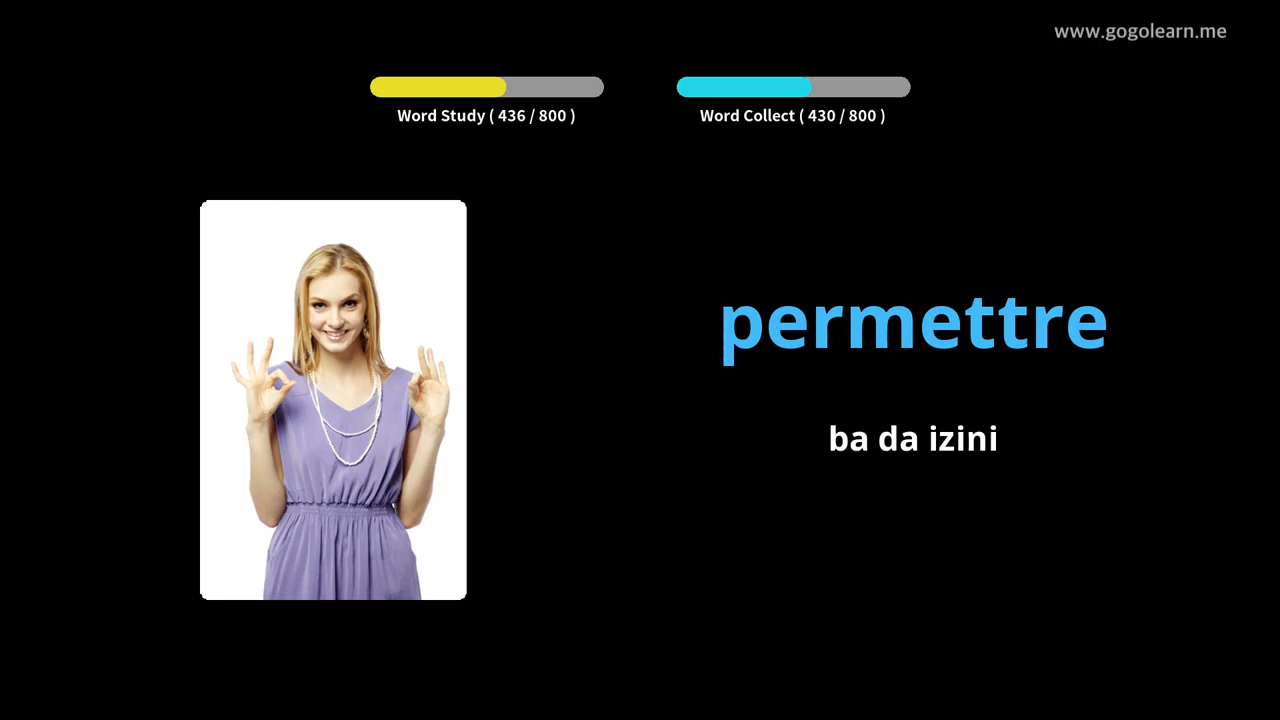 www.gogolearn.me
Word Study ( 436 / 800 )
Word Collect ( 430 / 800 )
permettre
ba da izini